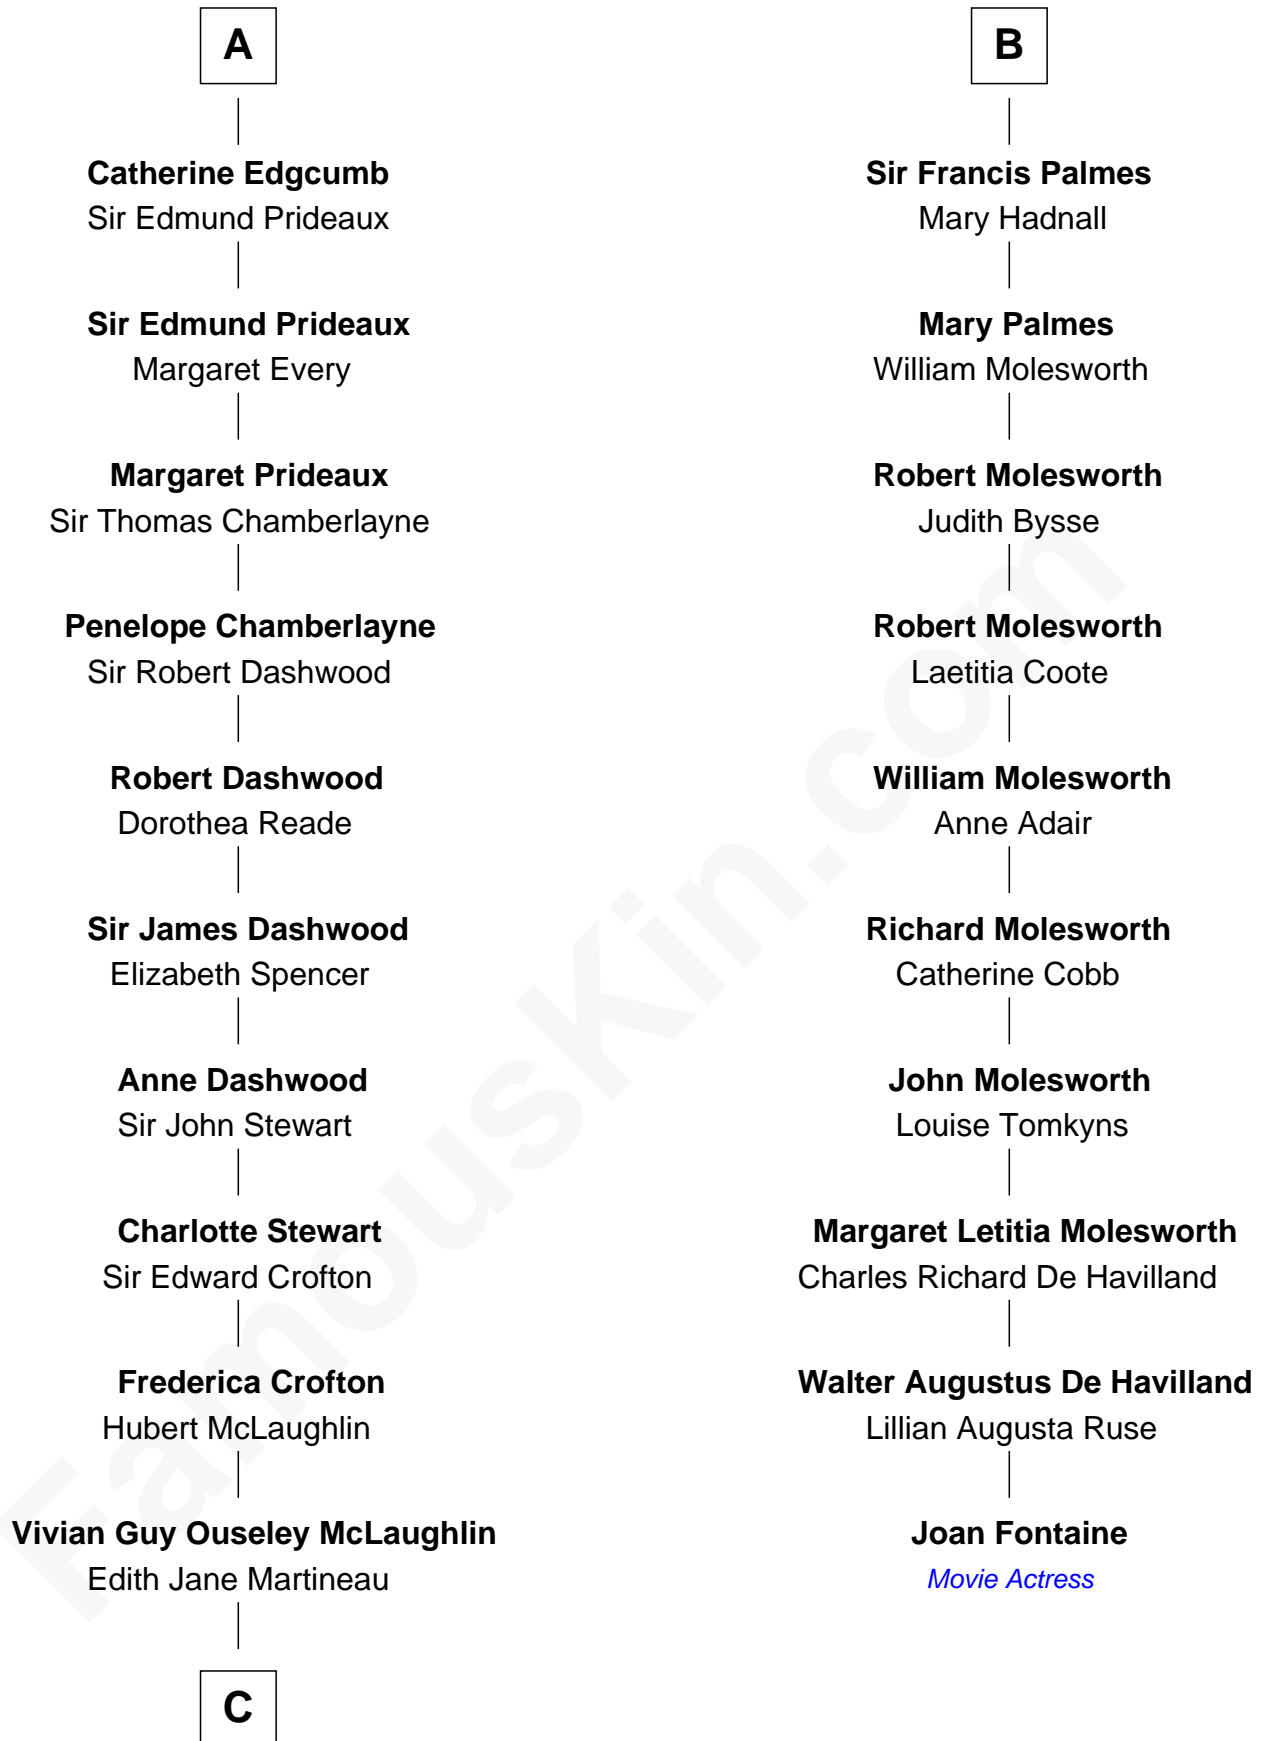 A
Catherine Edgcumb
Sir Edmund Prideaux
Sir Edmund Prideaux
Margaret Every
Margaret Prideaux
Sir Thomas Chamberlayne
Penelope Chamberlayne
Sir Robert Dashwood
Robert Dashwood
Dorothea Reade
Sir James Dashwood
Elizabeth Spencer
Anne Dashwood
Sir John Stewart
Charlotte Stewart
Sir Edward Crofton
Frederica Crofton
Hubert McLaughlin
Vivian Guy Ouseley McLaughlin
Edith Jane Martineau
C
B
Sir Francis Palmes
Mary Hadnall
Mary Palmes
William Molesworth
Robert Molesworth
Judith Bysse
Robert Molesworth
Laetitia Coote
William Molesworth
Anne Adair
Richard Molesworth
Catherine Cobb
John Molesworth
Louise Tomkyns
Margaret Letitia Molesworth
Charles Richard De Havilland
Walter Augustus De Havilland
Lillian Augusta Ruse
Joan Fontaine
Movie Actress
FamousKin.com